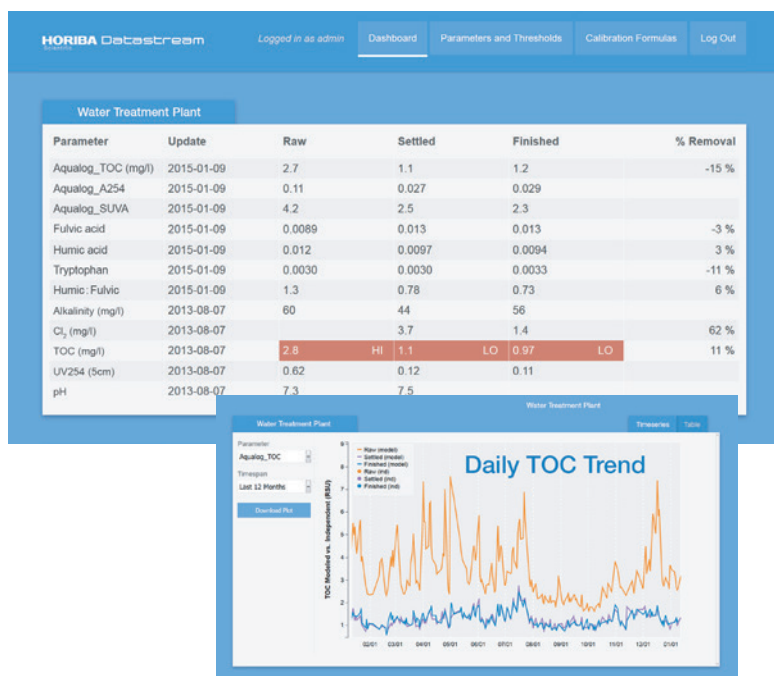 HORIBA Datastream
Scientific
Logged in as admin Dashboard Parameters and Thresholds Calibration Formulas Log Out
Water Treatment Plant
Parameter Update Raw Settled Finished % Removal
Aqualog_TOC (mg/l) 2015-01-09 2.7 1.1 1.2 -15 %
Aqualog_A254 2015-01-09 0.11 0.027 0.029
Aqualog_SUVA 2015-01-09 4.2 2.5 2.3
Fulvic acid 2015-01-09 0.0089 0.013 0.013 -3 %
Humic acid 2015-01-09 0.012 0.0097 0.0094 3 %
Tryptophan 2015-01-09 0.0030 0.0030 0.0033 -11 %
Humic : Fulvic 2015-01-09 1.3 0.78 0.73 6 %
Alkalinity (mg/l) 2013-08-07 60 44 56
Cl₂ (mg/l) 2013-08-07 3.7 1.4 62 %
TOC (mg/l) 2013-08-07 2.8 HI 1.1 LO 0.97 LO 11 %
UV254 (5cm) 2013-08-07 0.62 0.12 0.11
pH 2013-08-07 7.3 7.5
Water Treatment Plant
Water Treatment Plant Timeseries Table
Parameter
Aqualog_TOC
Timespan
Last 12 Months
Download Plot
Daily TOC Trend
Raw (model)
Settled (model)
Finished (model)
Raw (ind)
Settled (ind)
Finished (ind)
TOC Modeled vs. Independent (RSU)
9
8
7
6
5
4
3
2
1
02/01 03/01 04/01 05/01 06/01 07/01 08/01 09/01 10/01 11/01 12/01 01/01